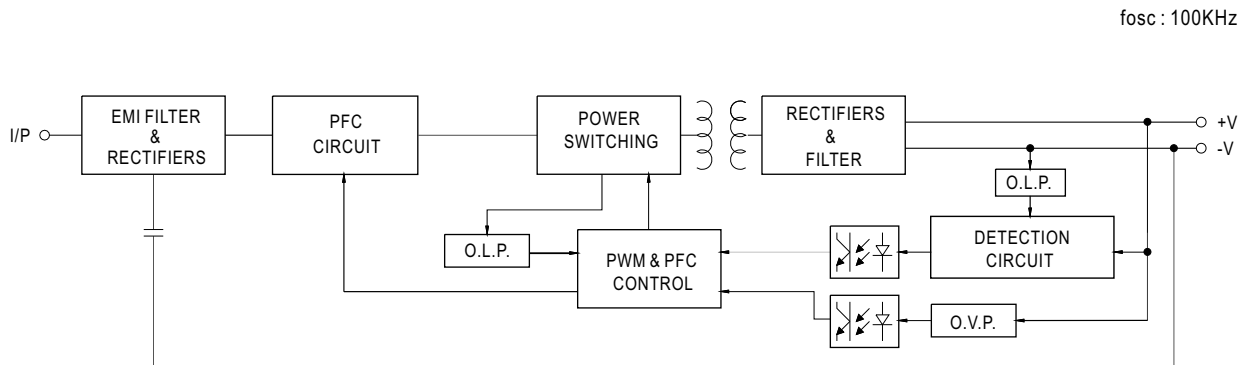 fosc : 100KHz
I/P
EMI FILTER
&
RECTIFIERS
PFC
CIRCUIT
POWER
SWITCHING
RECTIFIERS
&
FILTER
+V
-V
O.L.P.
O.L.P.
PWM & PFC
CONTROL
DETECTION
CIRCUIT
O.V.P.